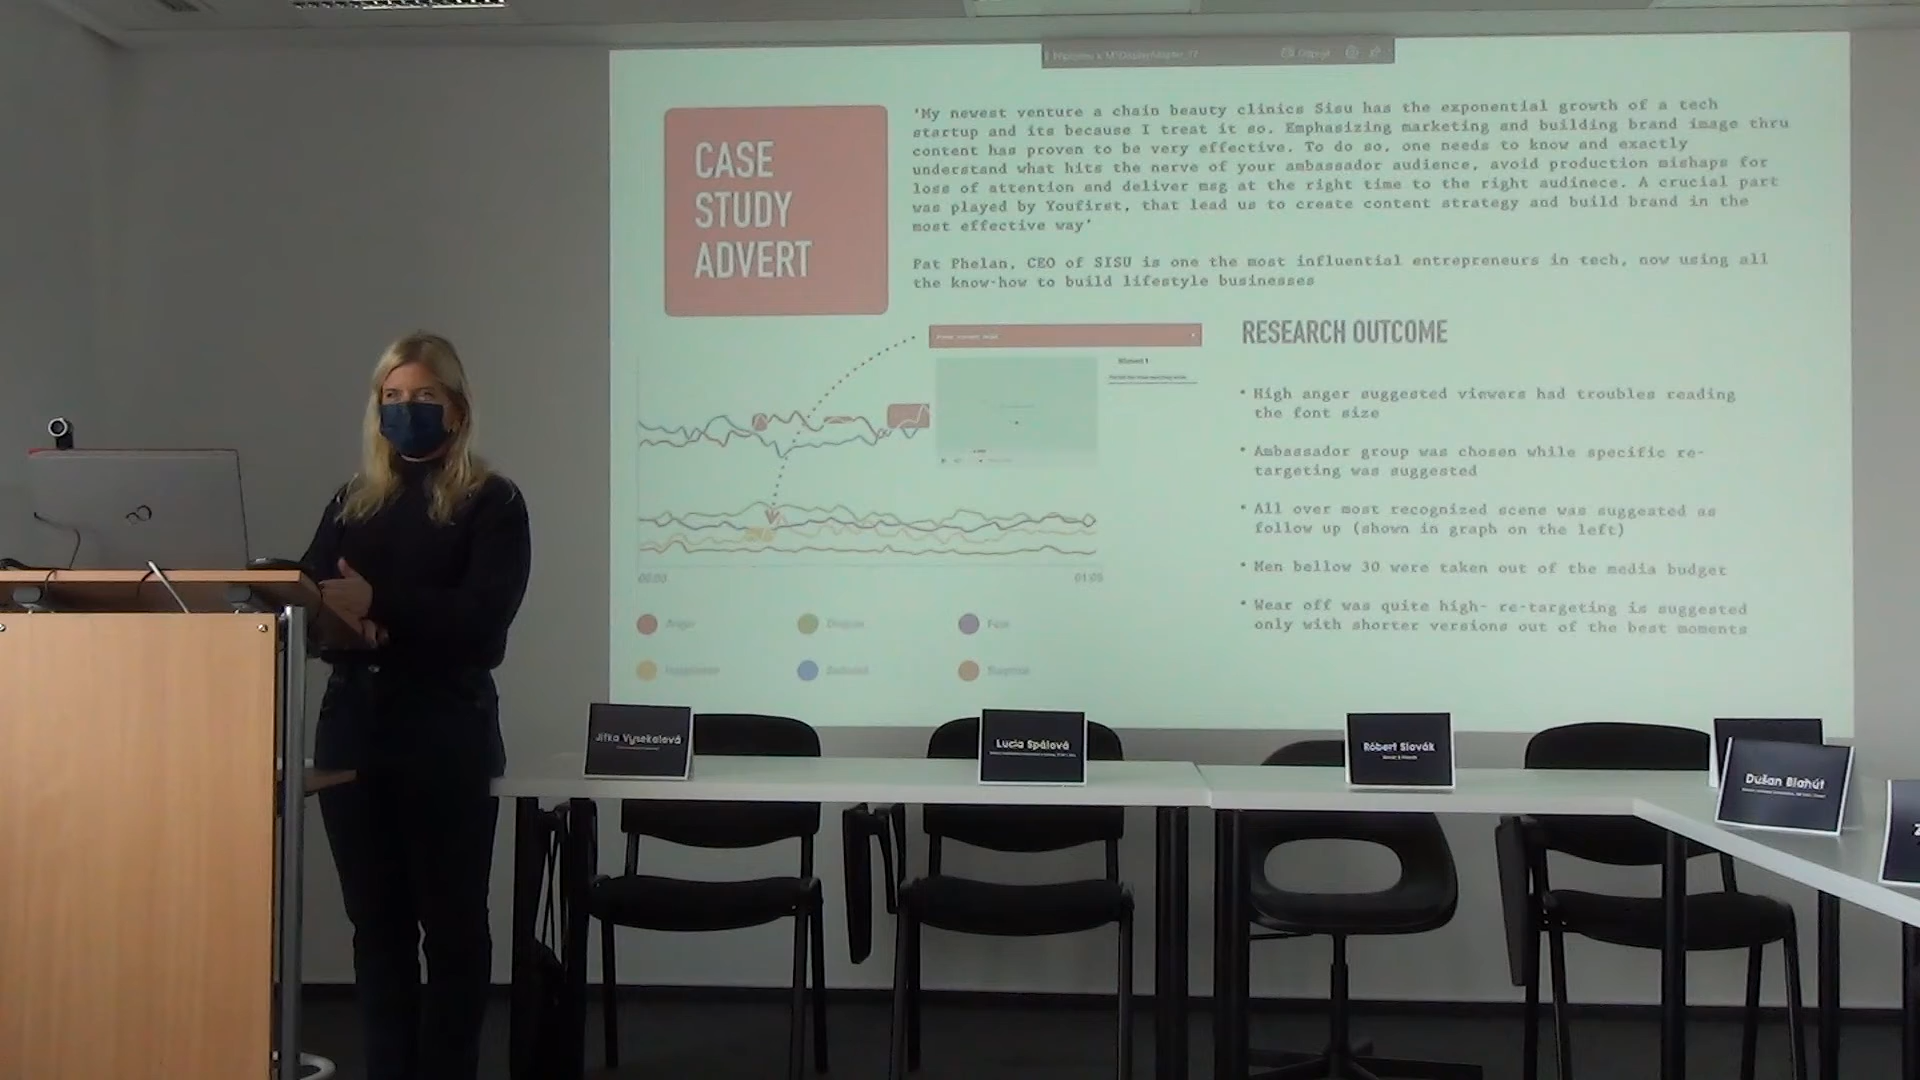 CASE
STUDY
ADVERT
'My newest venture a chain beauty clinics Sisu has the exponential growth of a tech
startup and its because I treat it so. Emphasizing marketing and building brand image thru
content has proven to be very effective. To do so, one needs to know and exactly
understand what hits the nerve of your ambassador audience, avoid production mishaps for
loss of attention and deliver msg at the right time to the right audinece. A crucial part
was played by Youfirst, that lead us to create content strategy and build brand in the
most effective way'
Pat Phelan, CEO of SISU is one the most influential entrepreneurs in tech, now using all
the know-how to build lifestyle businesses
RESEARCH OUTCOME
• High anger suggested viewers had troubles reading
the font size
• Ambassador group was chosen while specific re-
targeting was suggested
• All over most recognized scene was suggested as
follow up (shown in graph on the left)
• Men bellow 30 were taken out of the media budget
• Wear off was quite high- re-targeting is suggested
only with shorter versions out of the best moments
00:00
Anger
Fear
Sadness
Surprise
Jitka Vysekalová
Lucia Spálová
Róbert Slovák
Dušan Blahút